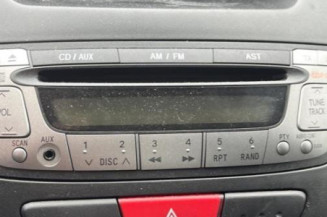 CD / AUX AM / FM AST
VOL TUNE
TRACK
SCAN AUX 1 2 3 4 5 6 PTY
DISC RPT RAND